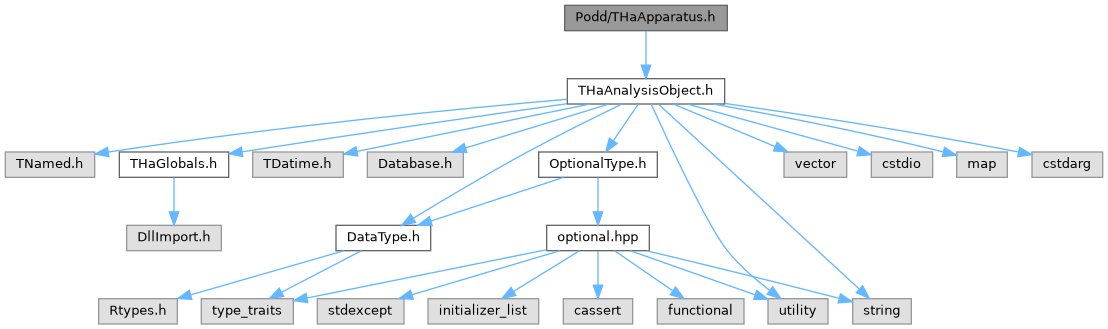 Podd/THaApparatus.h
THaAnalysisObject.h
TNamed.h
THaGlobals.h
TDatime.h
Database.h
OptionalType.h
vector
cstdio
map
cstdarg
DllImport.h
DataType.h
optional.hpp
Rtypes.h
type_traits
stdexcept
initializer_list
cassert
functional
utility
string